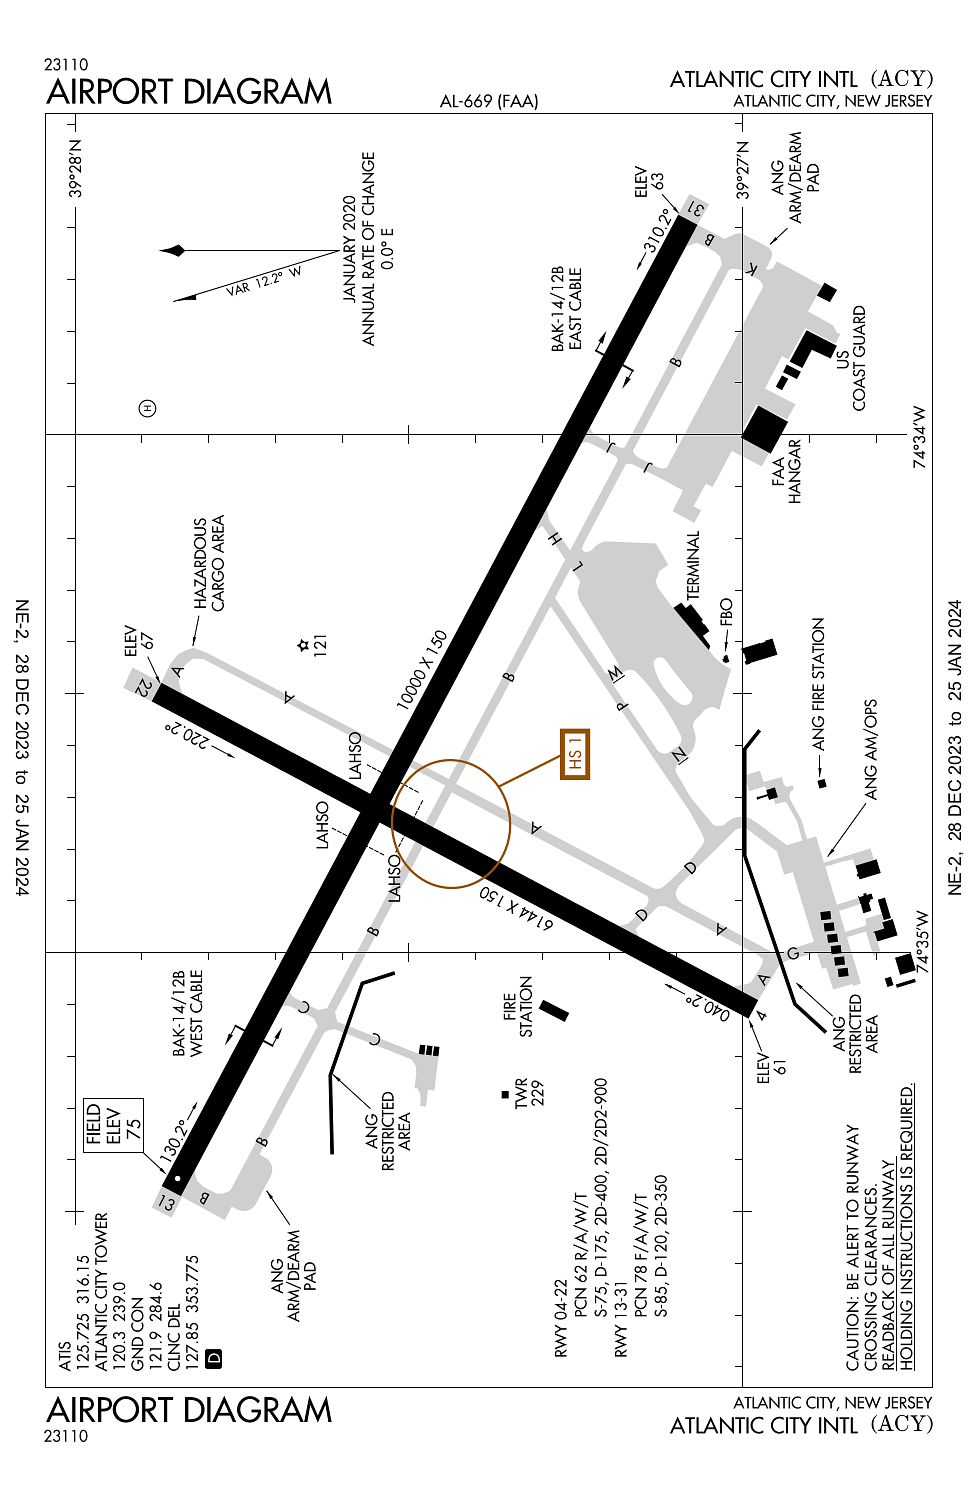 23110
AIRPORT DIAGRAM
AL-669 (FAA)
ATLANTIC CITY INTL (ACY)
ATLANTIC CITY, NEW JERSEY
39°28'N
39°27'N
74°34'W
74°35'W
JANUARY 2020
ANNUAL RATE OF CHANGE
0.0° E
VAR 12.2° W
H
ELEV
63
31
310.2°
B
K
ANG
ARM/DEARM
PAD
BAK-14/12B
EAST CABLE
B
US
COAST GUARD
J
J
FAA
HANGAR
HAZARDOUS
CARGO AREA
H
L
TERMINAL
FBO
ELEV
67
22
A
A
121
220.2°
10000 X 150
B
M
P
N
ANG FIRE STATION
ANG AM/OPS
LAHSO
LAHSO
LAHSO
HS 1
A
6144 X 150
D
D
A
A
G
B
BAK-14/12B
WEST CABLE
C
C
FIRE
STATION
040.2°
4
ELEV
61
ANG
RESTRICTED
AREA
TWR
229
ANG
RESTRICTED
AREA
FIELD
ELEV
75
130.2°
13
B
B
ANG
ARM/DEARM
PAD
ATIS
125.725 316.15
ATLANTIC CITY TOWER
120.3 239.0
GND CON
121.9 284.6
CLNC DEL
127.85 353.775
D
RWY 04-22
PCN 62 R/A/W/T
S-75, D-175, 2D-400, 2D/2D2-900
RWY 13-31
PCN 78 F/A/W/T
S-85, D-120, 2D-350
CAUTION: BE ALERT TO RUNWAY
CROSSING CLEARANCES.
READBACK OF ALL RUNWAY
HOLDING INSTRUCTIONS IS REQUIRED.
NE-2, 28 DEC 2023 to 25 JAN 2024
NE-2, 28 DEC 2023 to 25 JAN 2024
AIRPORT DIAGRAM
23110
ATLANTIC CITY, NEW JERSEY
ATLANTIC CITY INTL (ACY)